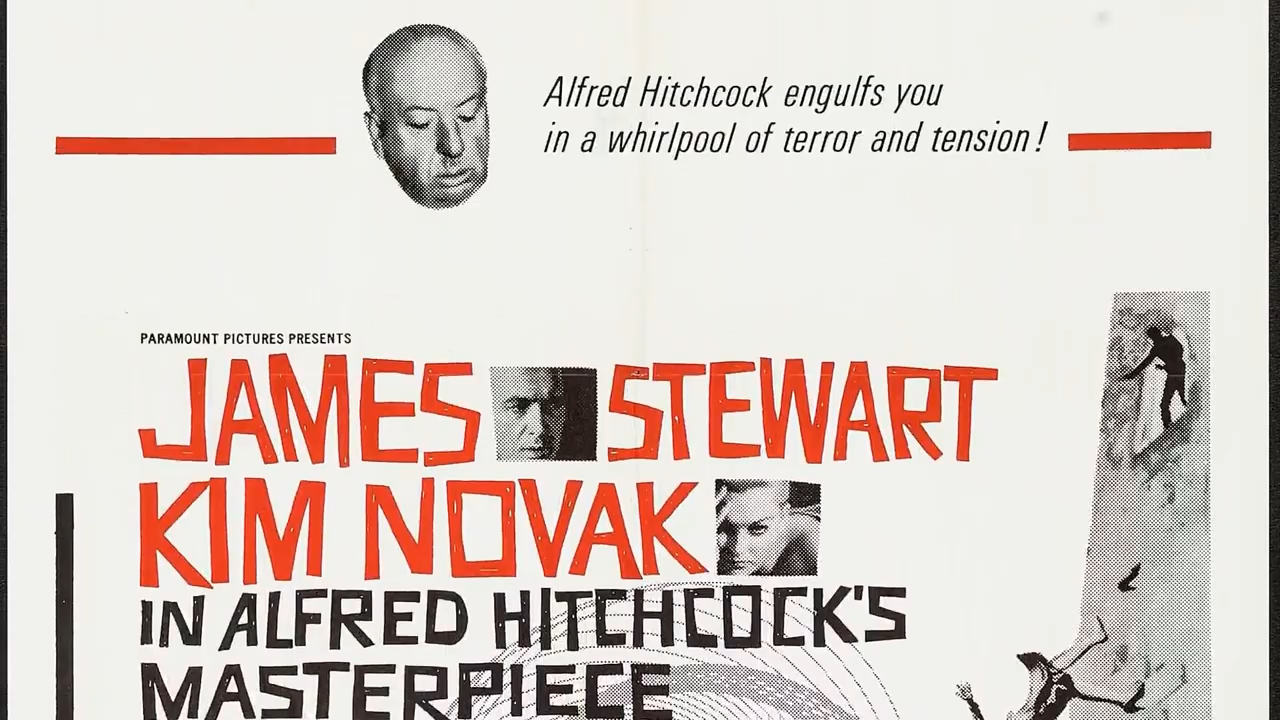 Alfred Hitchcock engulfs you
in a whirlpool of terror and tension!
PARAMOUNT PICTURES PRESENTS
JAMES STEWART
KIM NOVAK
IN ALFRED HITCHCOCK'S
MASTERPIECE